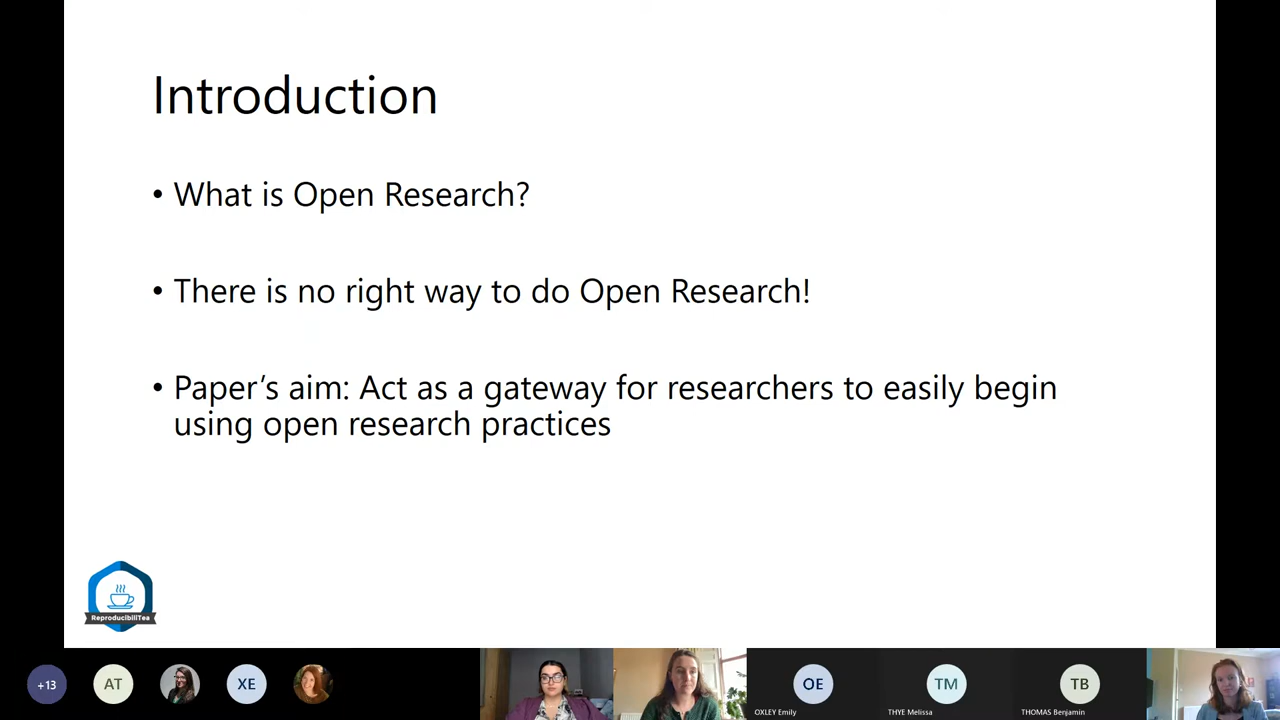 Introduction
• What is Open Research?
• There is no right way to do Open Research!
• Paper's aim: Act as a gateway for researchers to easily begin
using open research practices
ReproducibiliTea
+13
AT
XE
OE
TM
TB
OXLEY Emily
THYE Melissa
THOMAS Benjamin